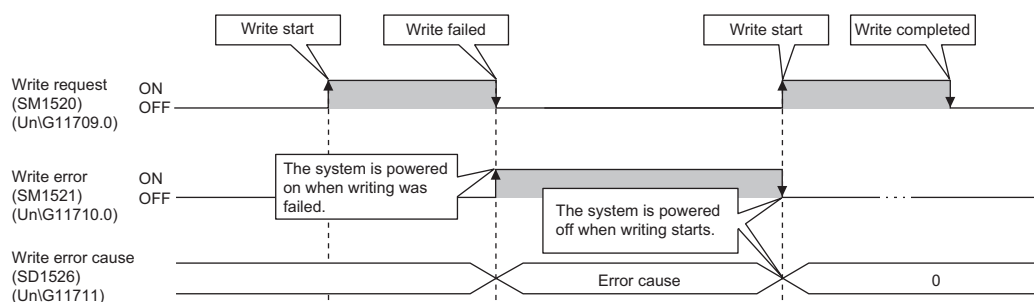 Write start
Write failed
Write start
Write completed
Write request
(SM1520)
(Un\G11709.0)
ON
OFF
Write error
(SM1521)
(Un\G11710.0)
ON
OFF
The system is powered
on when writing was
failed.
The system is powered
off when writing starts.
Write error cause
(SD1526)
(Un\G11711)
Error cause
0